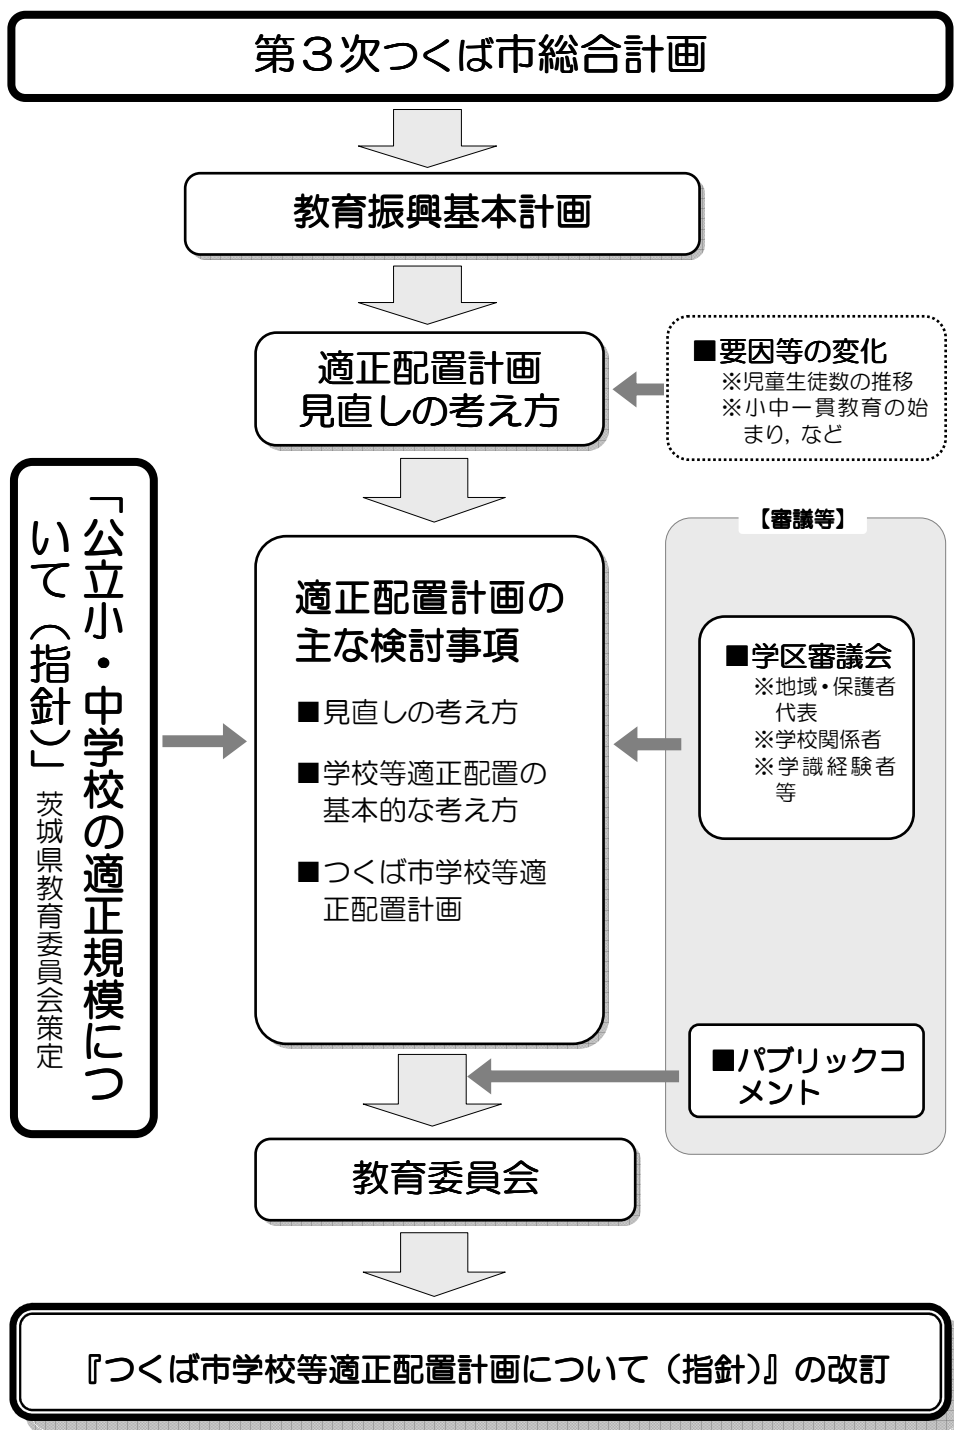 第３次つくば市総合計画
教育振興基本計画
適正配置計画
見直しの考え方
■要因等の変化
※児童生徒数の推移
※小中一貫教育の始
まり，など
「公立小・中学校の適正規模につ
いて（指針）」茨城県教育委員会策定
適正配置計画の
主な検討事項
■見直しの考え方
■学校等適正配置の
基本的な考え方
■つくば市学校等適
正配置計画
【審議等】
■学区審議会
※地域・保護者
代表
※学校関係者
※学識経験者
等
■パブリックコ
メント
教育委員会
『つくば市学校等適正配置計画について（指針）』の改訂